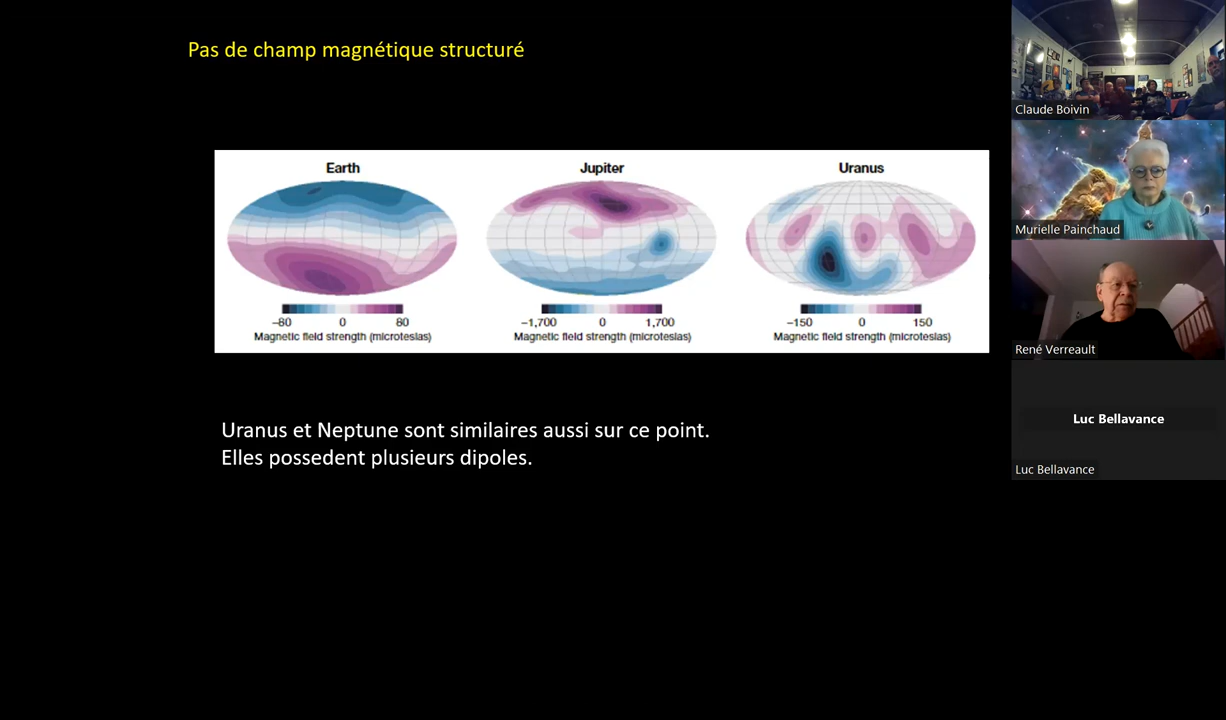 Pas de champ magnétique structuré
Earth
Jupiter
Uranus
-80 0 80
-1,700 0 1,700
-150 0 150
Magnetic field strength (microteslas)
Magnetic field strength (microteslas)
Magnetic field strength (microteslas)
Uranus et Neptune sont similaires aussi sur ce point.
Elles possedent plusieurs dipoles.
Claude Boivin
Murielle Painchaud
René Verreault
Luc Bellavance
Luc Bellavance